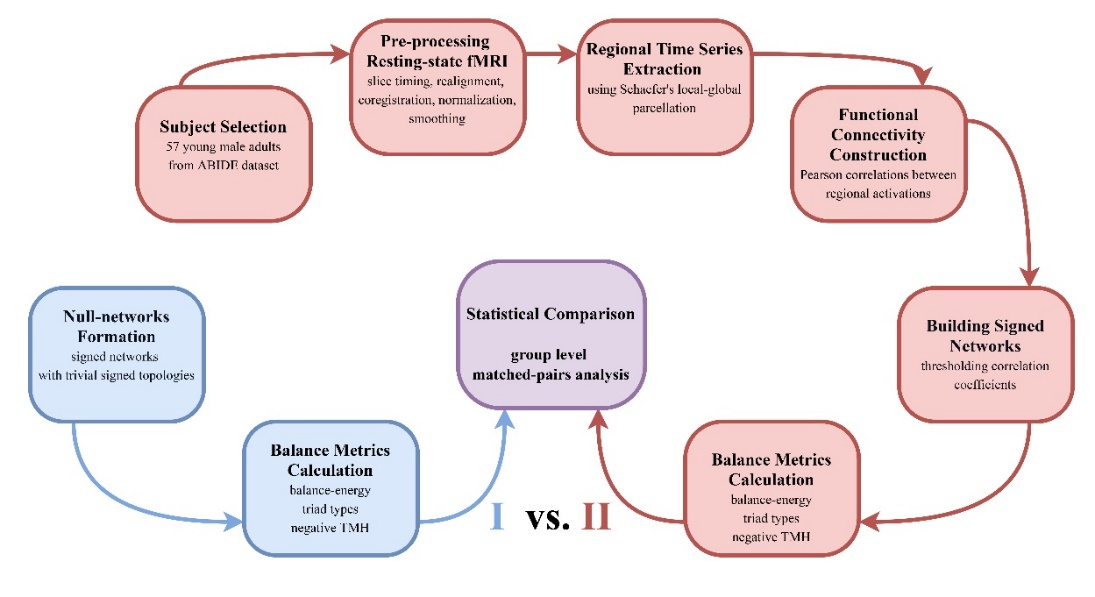 Subject Selection
57 young male adults
from ABIDE dataset
Pre-processing
Resting-state fMRI
slice timing, realignment,
coregistration, normalization,
smoothing
Regional Time Series
Extraction
using Schaefer's local-global
parcellation
Functional
Connectivity
Construction
Pearson correlations between
regional activations
Building Signed
Networks
thresholding correlation
coefficients
Balance Metrics
Calculation
balance-energy
triad types
negative TMH
Null-networks
Formation
signed networks
with trivial signed topologies
Balance Metrics
Calculation
balance-energy
triad types
negative TMH
Statistical Comparison
group level
matched-pairs analysis
I vs. II